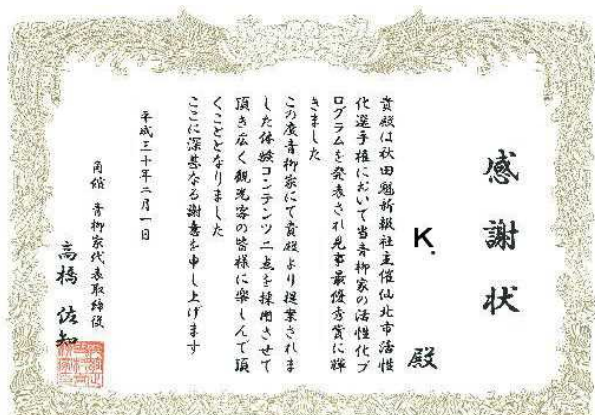 感謝状
K. 殿
貴殿は秋田魁新報社主催仙北市活性
化選手権において当青柳家の活性化プ
ログラムを発表され見事最優秀賞に輝
きました
この度青柳家にて貴殿より提案されま
した体験コンテンツ二点を採用させて
頂き広く観光客の皆様に楽しんで頂
くこととなりました
ここに深甚なる謝意を申し上げます
平成三十年二月一日
角館 青柳家代表取締役
高橋 佐知